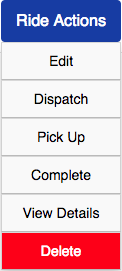 Ride Actions
Edit
Dispatch
Pick Up
Complete
View Details
Delete